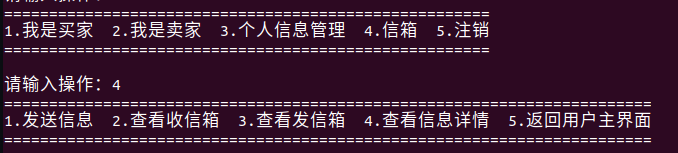 ======================================================
1.我是买家  2.我是卖家  3.个人信息管理  4.信箱  5.注销
======================================================
请输入操作：4
========================================================================
1.发送信息  2.查看收信箱  3.查看发信箱  4.查看信息详情  5.返回用户主界面
========================================================================